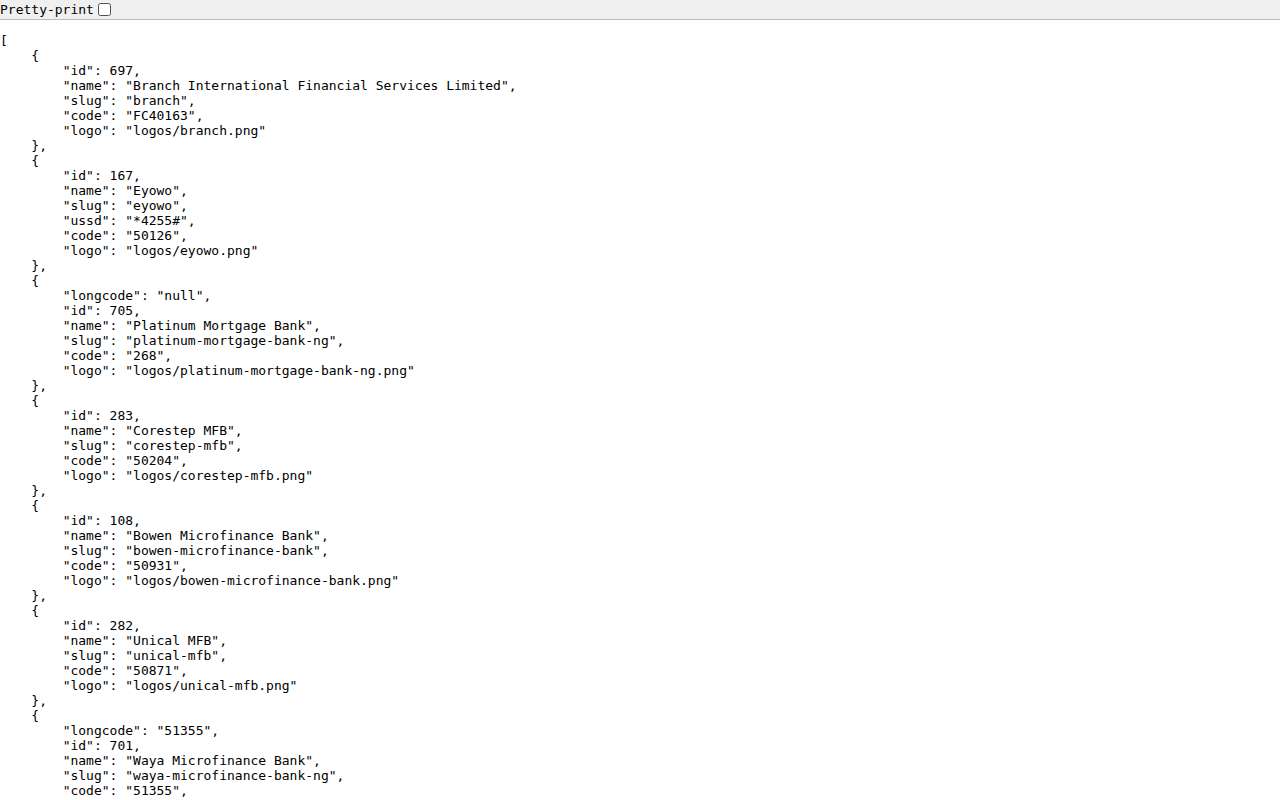 Pretty-print
[
    {
        "id": 697,
        "name": "Branch International Financial Services Limited",
        "slug": "branch",
        "code": "FC40163",
        "logo": "logos/branch.png"
    },
    {
        "id": 167,
        "name": "Eyowo",
        "slug": "eyowo",
        "ussd": "*4255#",
        "code": "50126",
        "logo": "logos/eyowo.png"
    },
    {
        "longcode": "null",
        "id": 705,
        "name": "Platinum Mortgage Bank",
        "slug": "platinum-mortgage-bank-ng",
        "code": "268",
        "logo": "logos/platinum-mortgage-bank-ng.png"
    },
    {
        "id": 283,
        "name": "Corestep MFB",
        "slug": "corestep-mfb",
        "code": "50204",
        "logo": "logos/corestep-mfb.png"
    },
    {
        "id": 108,
        "name": "Bowen Microfinance Bank",
        "slug": "bowen-microfinance-bank",
        "code": "50931",
        "logo": "logos/bowen-microfinance-bank.png"
    },
    {
        "id": 282,
        "name": "Unical MFB",
        "slug": "unical-mfb",
        "code": "50871",
        "logo": "logos/unical-mfb.png"
    },
    {
        "longcode": "51355",
        "id": 701,
        "name": "Waya Microfinance Bank",
        "slug": "waya-microfinance-bank-ng",
        "code": "51355",